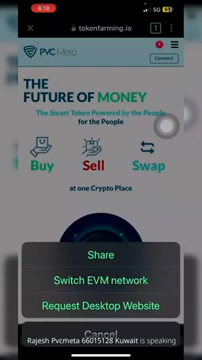 6:18
5G
tokenfarming.io
1
PVC Meta
Connect
THE
FUTURE OF MONEY
The Smart Token Powered by the People
for the People
Buy
Sell
Swap
at one Crypto Place
Share
Switch EVM network
Request Desktop Website
Cancel
Rajesh Pvcmeta 66015128 Kuwait is speaking